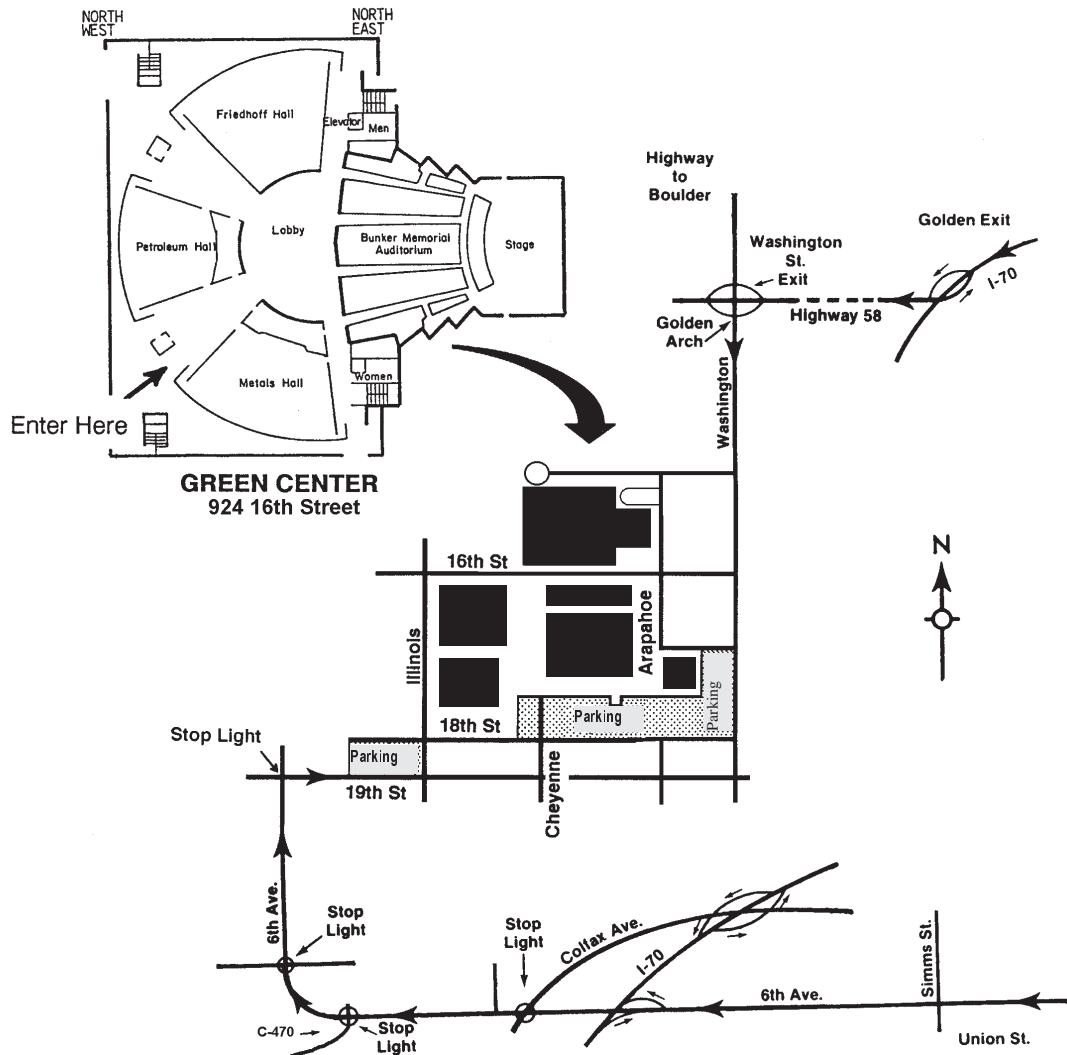 NORTH
WEST
NORTH
EAST
Friedhoff Hall
Elevator
Men
Petroleum Hall
Lobby
Bunker Memorial
Auditorium
Stage
Metals Hall
Women
Enter Here
GREEN CENTER
924 16th Street
Highway
to
Boulder
Golden Exit
Washington
St.
Exit
I-70
Highway 58
Golden
Arch
Washington
16th St
Illinois
Arapahoe
N
Parking
Parking
18th St
Stop Light
Parking
19th St
Cheyenne
6th Ave.
Stop
Light
Stop
Light
Colfax Ave.
I-70
Simms St.
6th Ave.
C-470
Stop
Light
Union St.